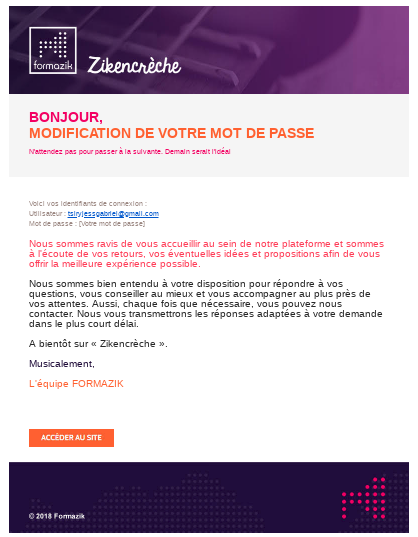 formazik
Zikencrèche
BONJOUR,
MODIFICATION DE VOTRE MOT DE PASSE
N'attendez pas pour passer à la suivante. Demain serait l'idéal
Voici vos identifiants de connexion :
Utilisateur : tsiryjessgabriel@gmail.com
Mot de passe : [Votre mot de passe]
Nous sommes ravis de vous accueillir au sein de notre plateforme et sommes
à l'écoute de vos retours, vos éventuelles idées et propositions afin de vous
offrir la meilleure expérience possible.
Nous sommes bien entendu à votre disposition pour répondre à vos
questions, vous conseiller au mieux et vous accompagner au plus près de
vos attentes. Aussi, chaque fois que nécessaire, vous pouvez nous
contacter. Nous vous transmettrons les réponses adaptées à votre demande
dans le plus court délai.
A bientôt sur « Zikencrèche ».
Musicalement,
L'équipe FORMAZIK
ACCÉDER AU SITE
© 2018 Formazik